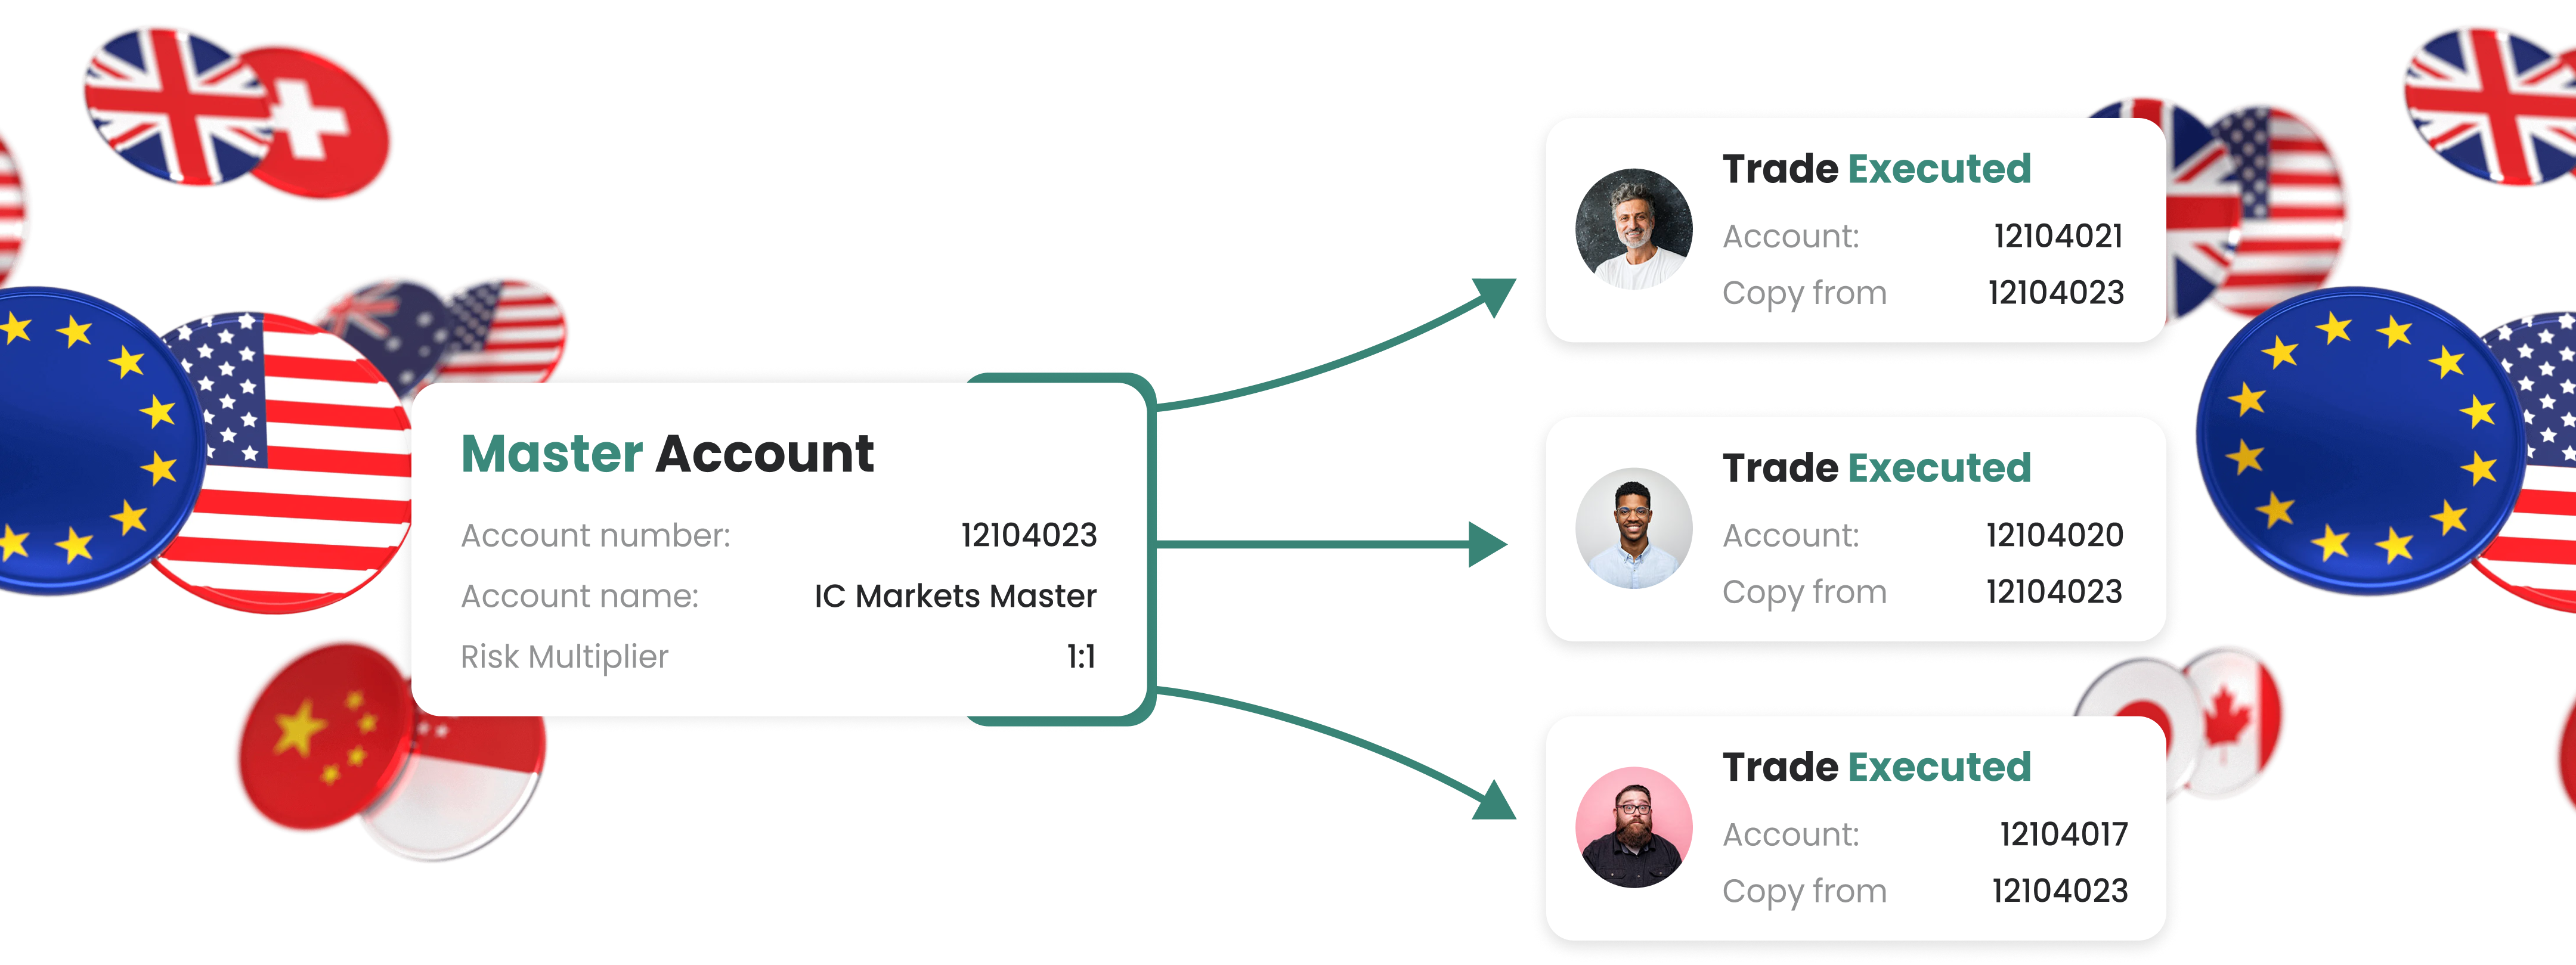 Master Account
Account number: 12104023
Account name: IC Markets Master
Risk Multiplier 1:1
Trade Executed
Account: 12104021
Copy from 12104023
Trade Executed
Account: 12104020
Copy from 12104023
Trade Executed
Account: 12104017
Copy from 12104023